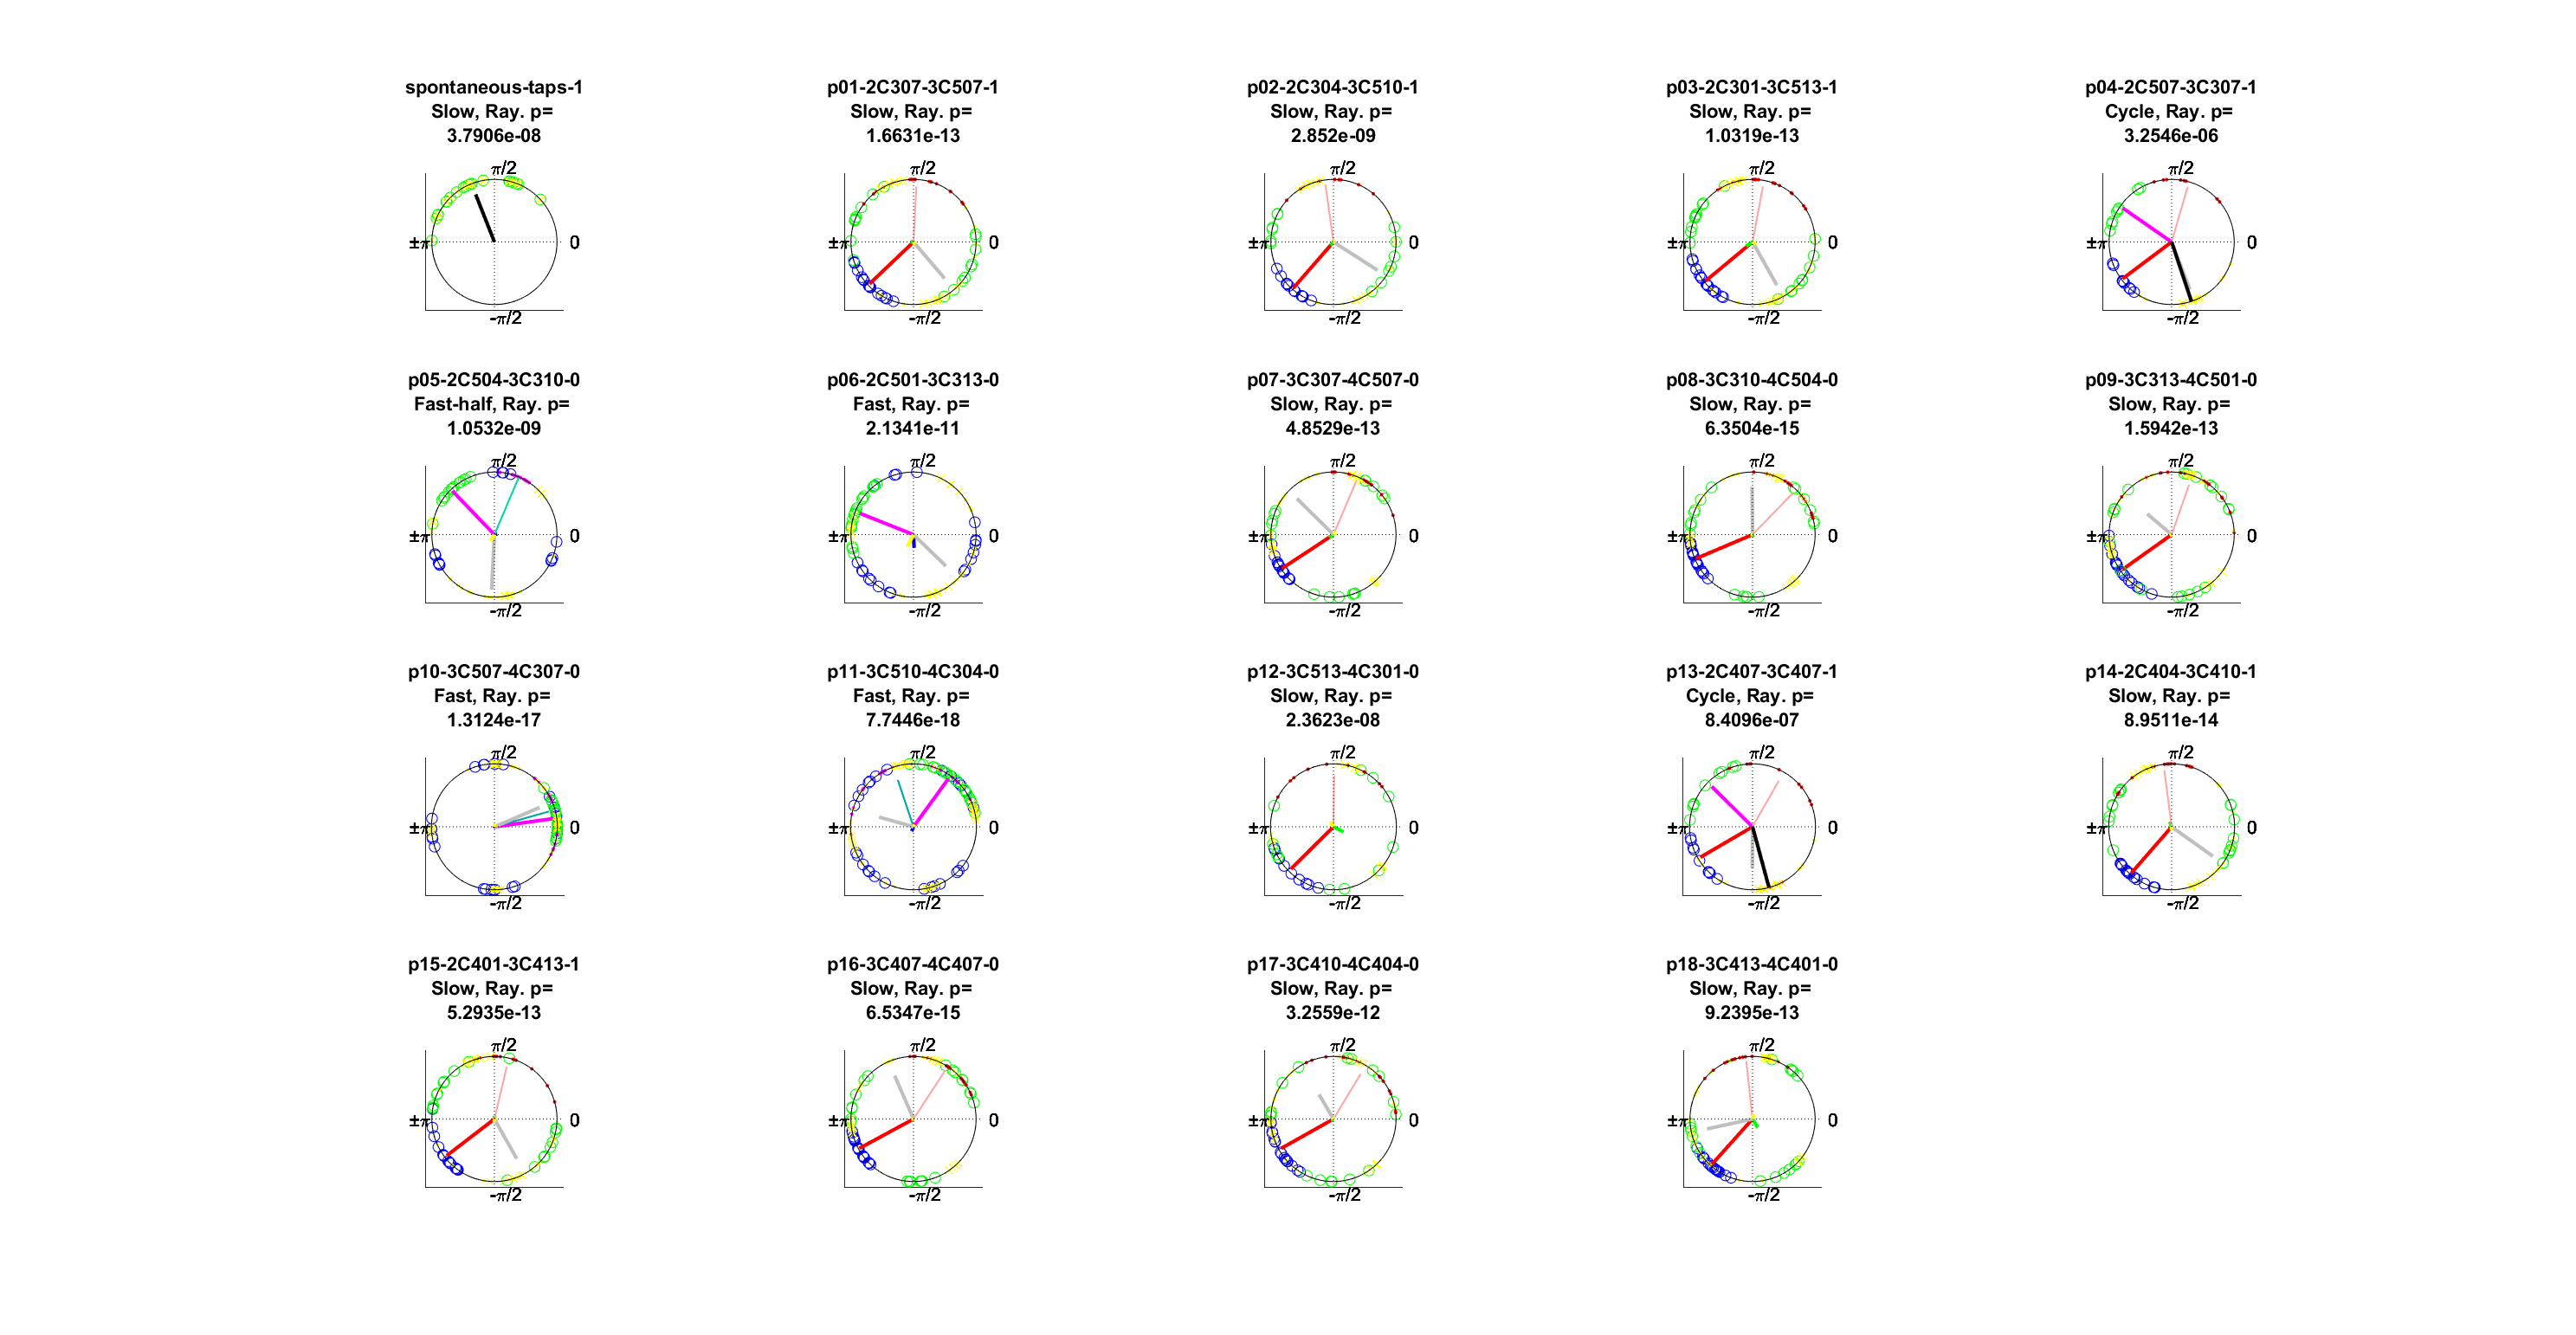 spontaneous-taps-1
Slow, Ray. p=
3.7906e-08
π/2
±π
0
-π/2
p01-2C307-3C507-1
Slow, Ray. p=
1.6631e-13
π/2
±π
0
-π/2
p02-2C304-3C510-1
Slow, Ray. p=
2.852e-09
π/2
±π
0
-π/2
p03-2C301-3C513-1
Slow, Ray. p=
1.0319e-13
π/2
±π
0
-π/2
p04-2C507-3C307-1
Cycle, Ray. p=
3.2546e-06
π/2
±π
0
-π/2
p05-2C504-3C310-0
Fast-half, Ray. p=
1.0532e-09
π/2
±π
0
-π/2
p06-2C501-3C313-0
Fast, Ray. p=
2.1341e-11
π/2
±π
0
-π/2
p07-3C307-4C507-0
Slow, Ray. p=
4.8529e-13
π/2
±π
0
-π/2
p08-3C310-4C504-0
Slow, Ray. p=
6.3504e-15
π/2
±π
0
-π/2
p09-3C313-4C501-0
Slow, Ray. p=
1.5942e-13
π/2
±π
0
-π/2
p10-3C507-4C307-0
Fast, Ray. p=
1.3124e-17
π/2
±π
0
-π/2
p11-3C510-4C304-0
Fast, Ray. p=
7.7446e-18
π/2
±π
0
-π/2
p12-3C513-4C301-0
Slow, Ray. p=
2.3623e-08
π/2
±π
0
-π/2
p13-2C407-3C407-1
Cycle, Ray. p=
8.4096e-07
π/2
±π
0
-π/2
p14-2C404-3C410-1
Slow, Ray. p=
8.9511e-14
π/2
±π
0
-π/2
p15-2C401-3C413-1
Slow, Ray. p=
5.2935e-13
π/2
±π
0
-π/2
p16-3C407-4C407-0
Slow, Ray. p=
6.5347e-15
π/2
±π
0
-π/2
p17-3C410-4C404-0
Slow, Ray. p=
3.2559e-12
π/2
±π
0
-π/2
p18-3C413-4C401-0
Slow, Ray. p=
9.2395e-13
π/2
±π
0
-π/2